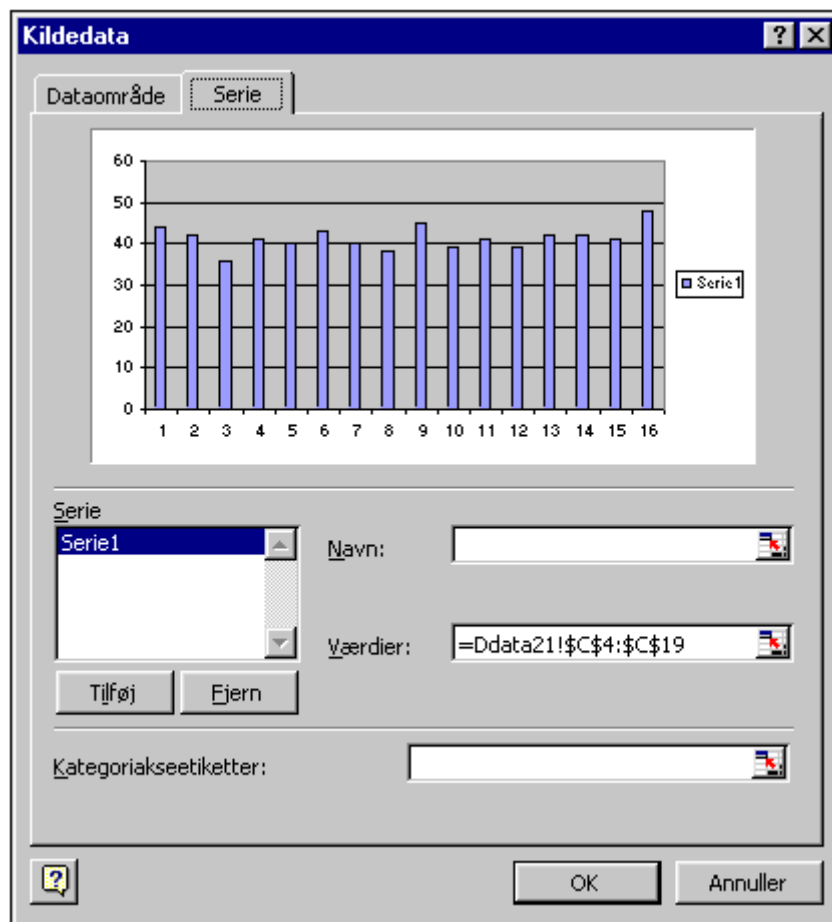 Kildedata
Dataområde Serie
60
50
40
30
20
10
0
1 2 3 4 5 6 7 8 9 10 11 12 13 14 15 16
Serie1
Serie
Serie1
Navn:
Værdier: =Ddata21!$C$4:$C$19
Tilføj Fjern
Kategoriakseetiketter:
OK Annuller